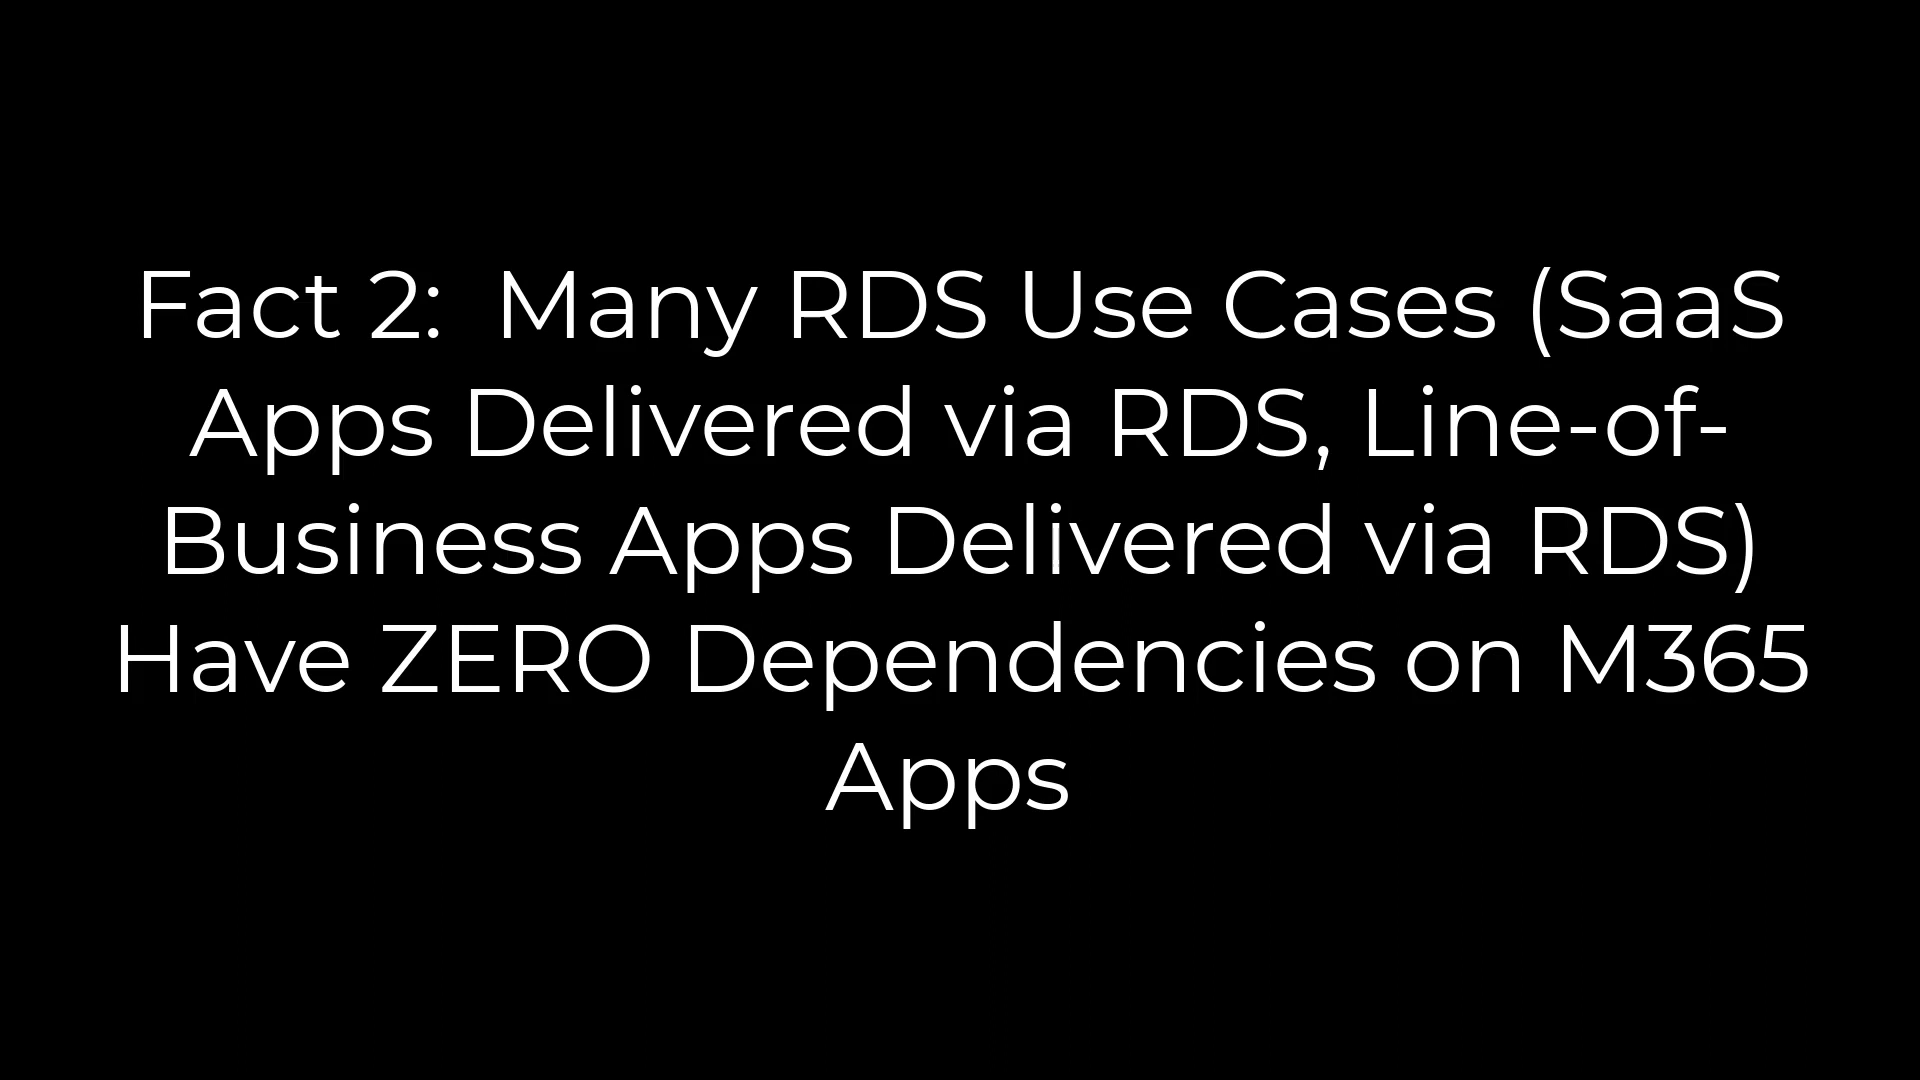 Fact 2:  Many RDS Use Cases (SaaS
Apps Delivered via RDS, Line-of-
Business Apps Delivered via RDS)
Have ZERO Dependencies on M365
Apps